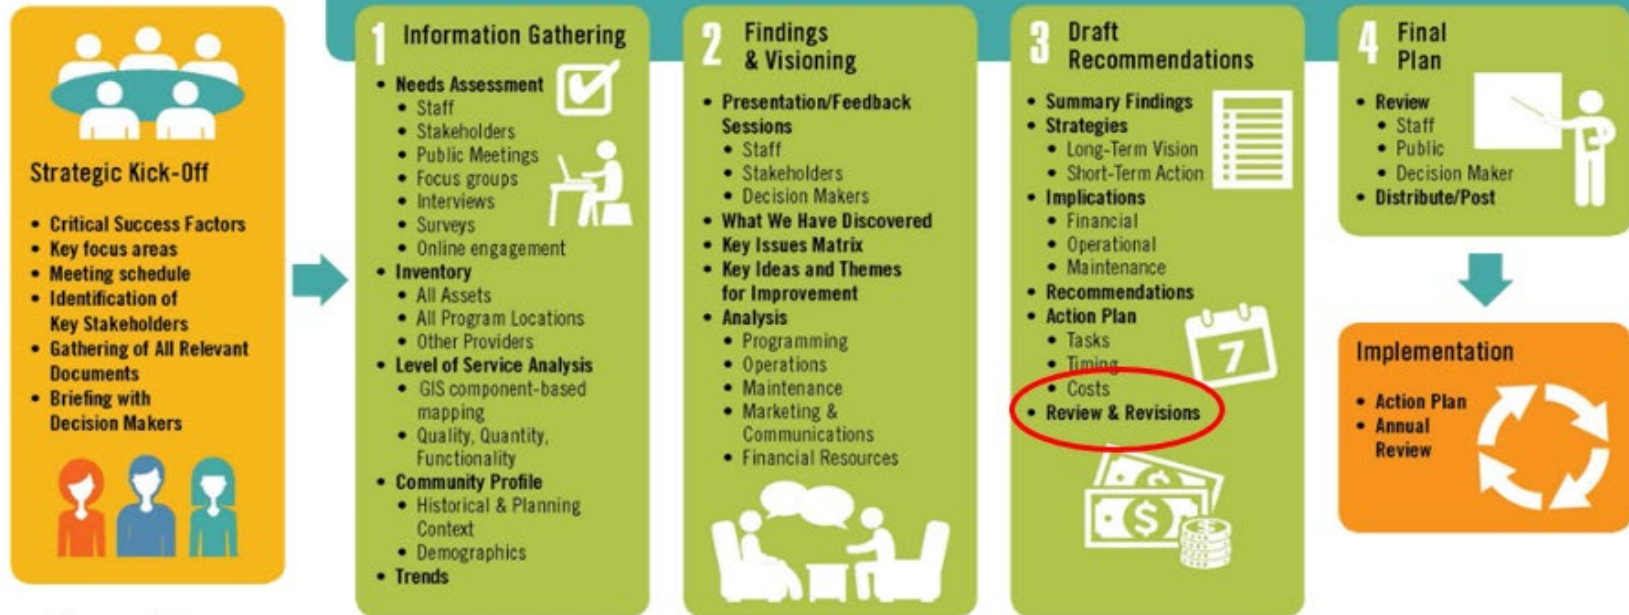 Strategic Kick-Off
• Critical Success Factors
• Key focus areas
• Meeting schedule
• Identification of
Key Stakeholders
• Gathering of All Relevant
Documents
• Briefing with
Decision Makers
1 Information Gathering
• Needs Assessment
• Staff
• Stakeholders
• Public Meetings
• Focus groups
• Interviews
• Surveys
• Online engagement
• Inventory
• All Assets
• All Program Locations
• Other Providers
• Level of Service Analysis
• GIS component-based
mapping
• Quality, Quantity,
Functionality
• Community Profile
• Historical & Planning
Context
• Demographics
• Trends
2 Findings
& Visioning
• Presentation/Feedback
Sessions
• Staff
• Stakeholders
• Decision Makers
• What We Have Discovered
• Key Issues Matrix
• Key Ideas and Themes
for Improvement
• Analysis
• Programming
• Operations
• Maintenance
• Marketing &
Communications
• Financial Resources
3 Draft
Recommendations
• Summary Findings
• Strategies
• Long-Term Vision
• Short-Term Action
• Implications
• Financial
• Operational
• Maintenance
• Recommendations
• Action Plan
• Tasks
• Timing
• Costs
• Review & Revisions
7
$
$
4 Final
Plan
• Review
• Staff
• Public
• Decision Maker
• Distribute/Post
Implementation
• Action Plan
• Annual
Review